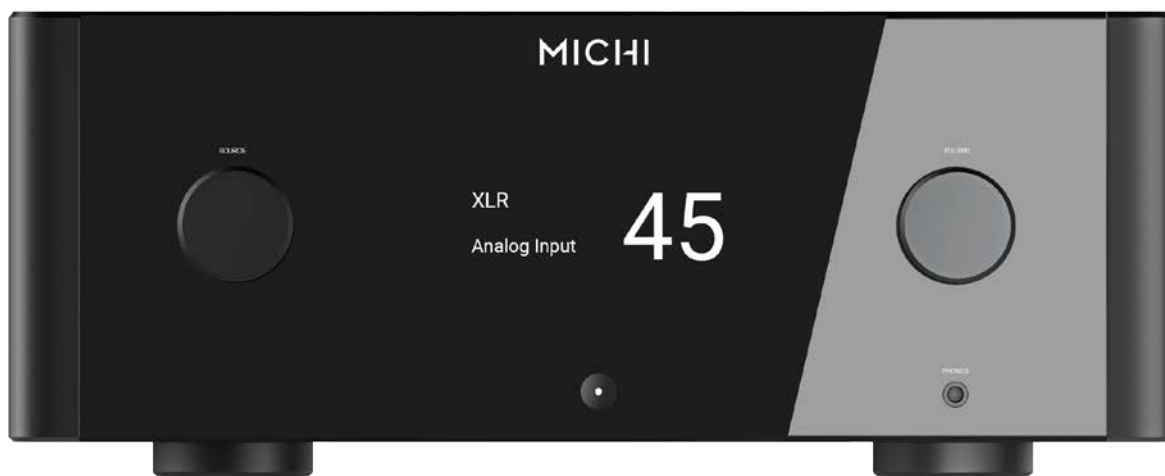 MICHI
SOURCE
VOLUME
XLR
45
Analog Input
PHONES